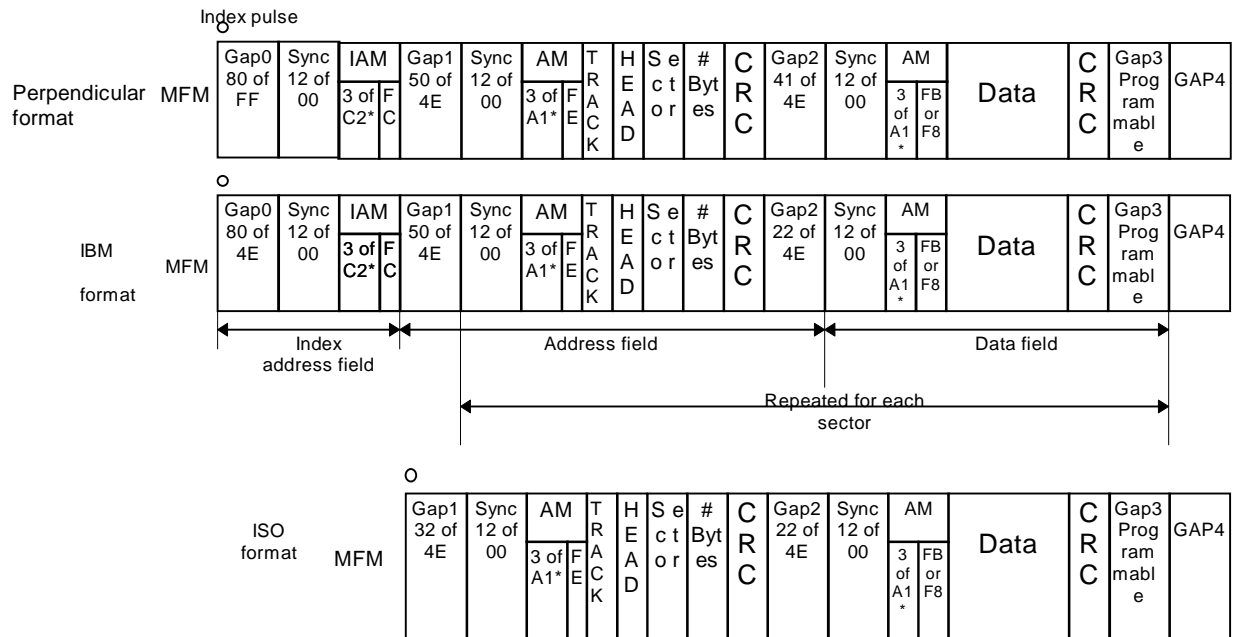 Index pulse
Perpendicular format
MFM
Gap0 80 of FF
Sync 12 of 00
IAM
3 of C2*
FC
Gap1 50 of 4E
Sync 12 of 00
AM
3 of A1*
FE
TRACK
HEAD
Sector
# Bytes
CRC
Gap2 41 of 4E
Sync 12 of 00
AM
3 of A1*
FB or F8
Data
CRC
Gap3 Programmable
GAP4
IBM format
MFM
Gap0 80 of 4E
Sync 12 of 00
IAM
3 of C2*
FC
Gap1 50 of 4E
Sync 12 of 00
AM
3 of A1*
FE
TRACK
HEAD
Sector
# Bytes
CRC
Gap2 22 of 4E
Sync 12 of 00
AM
3 of A1*
FB or F8
Data
CRC
Gap3 Programmable
GAP4
Index address field
Address field
Data field
Repeated for each sector
ISO format
MFM
Gap1 32 of 4E
Sync 12 of 00
AM
3 of A1*
FE
TRACK
HEAD
Sector
# Bytes
CRC
Gap2 22 of 4E
Sync 12 of 00
AM
3 of A1*
FB or F8
Data
CRC
Gap3 Programmable
GAP4